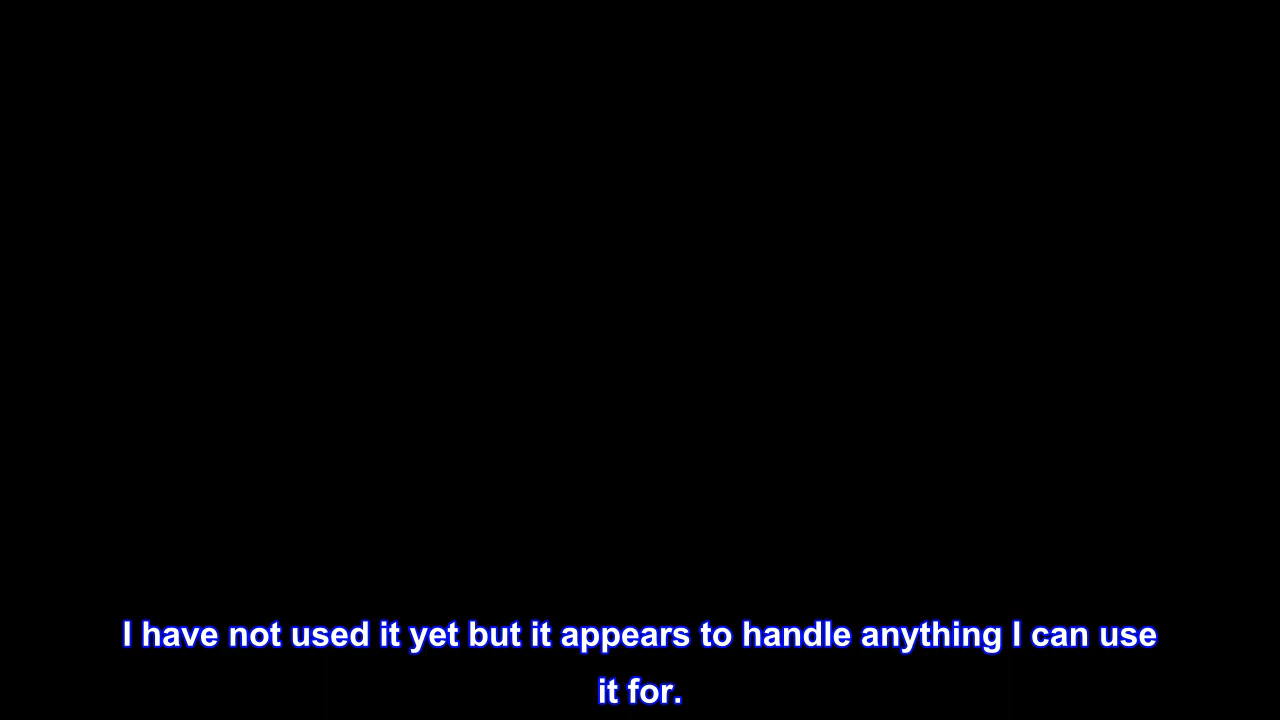 I have not used it yet but it appears to handle anything I can use
it for.